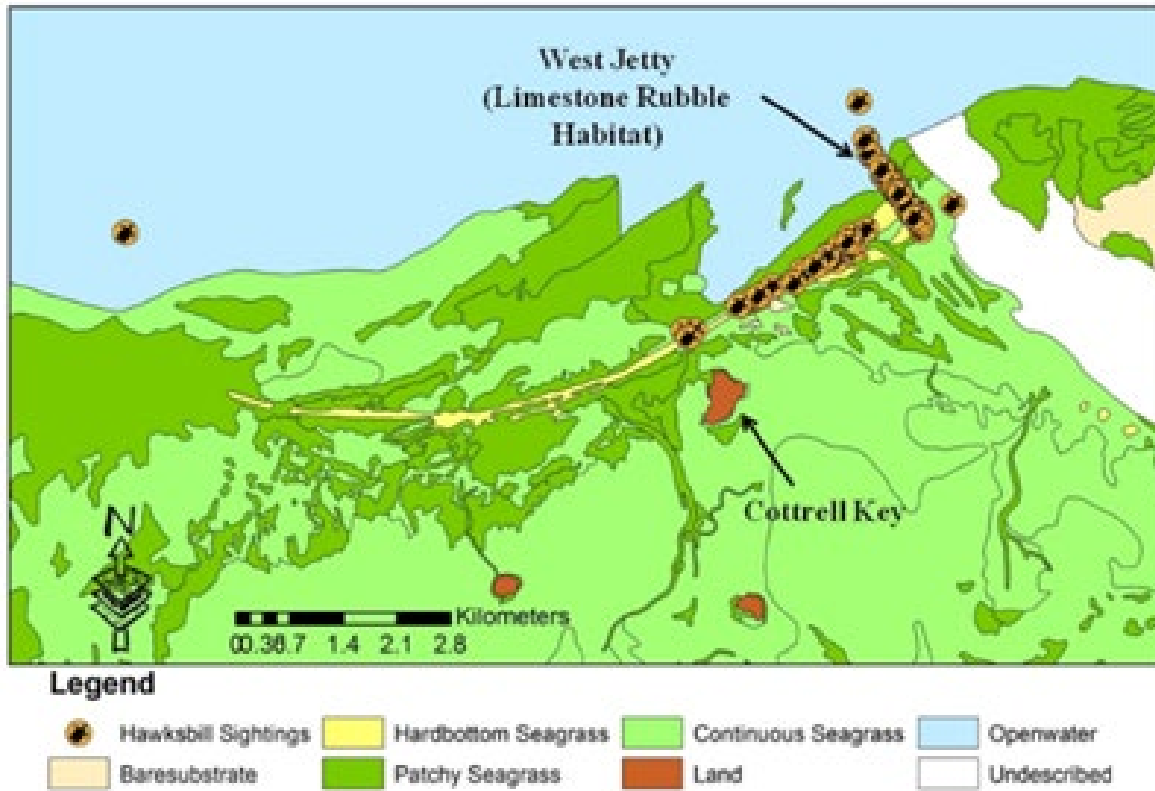 West Jetty
(Limestone Rubble
Habitat)
Cottrell Key
N
Kilometers
00.350.7 1.4 2.1 2.8
Legend
Hawksbill Sightings Hardbottom Seagrass Continuous Seagrass Openwater
Baresubstrate Patchy Seagrass Land Undescribed